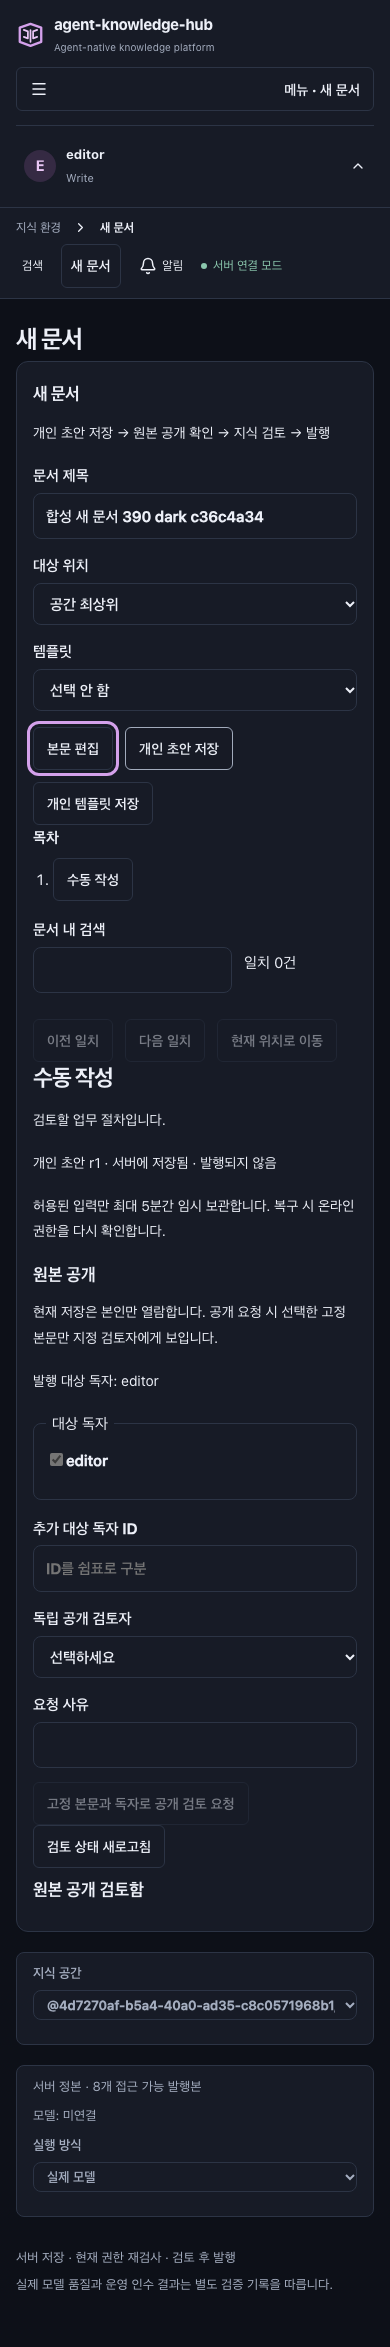 agent-knowledge-hub
Agent-native knowledge platform
메뉴 · 새 문서
E
editor
Write
지식 환경 > 새 문서
검색 새 문서 알림 서버 연결 모드
새 문서
새 문서
개인 초안 저장 → 원본 공개 확인 → 지식 검토 → 발행
문서 제목
합성 새 문서 390 dark c36c4a34
대상 위치
공간 최상위
템플릿
선택 안 함
본문 편집 개인 초안 저장
개인 템플릿 저장
목차
1. 수동 작성
문서 내 검색
일치 0건
이전 일치 다음 일치 현재 위치로 이동
수동 작성
검토할 업무 절차입니다.
개인 초안 r1 · 서버에 저장됨 · 발행되지 않음
허용된 입력만 최대 5분간 임시 보관합니다. 복구 시 온라인
권한을 다시 확인합니다.
원본 공개
현재 저장은 본인만 열람합니다. 공개 요청 시 선택한 고정
본문만 지정 검토자에게 보입니다.
발행 대상 독자: editor
대상 독자
editor
추가 대상 독자 ID
ID를 쉼표로 구분
독립 공개 검토자
선택하세요
요청 사유
고정 본문과 독자로 공개 검토 요청
검토 상태 새로고침
원본 공개 검토함
지식 공간
@4d7270af-b5a4-40a0-ad35-c8c0571968b1
서버 정본 · 8개 접근 가능 발행본
모델: 미연결
실행 방식
실제 모델
서버 저장 · 현재 권한 재검사 · 검토 후 발행
실제 모델 품질과 운영 인수 결과는 별도 검증 기록을 따릅니다.